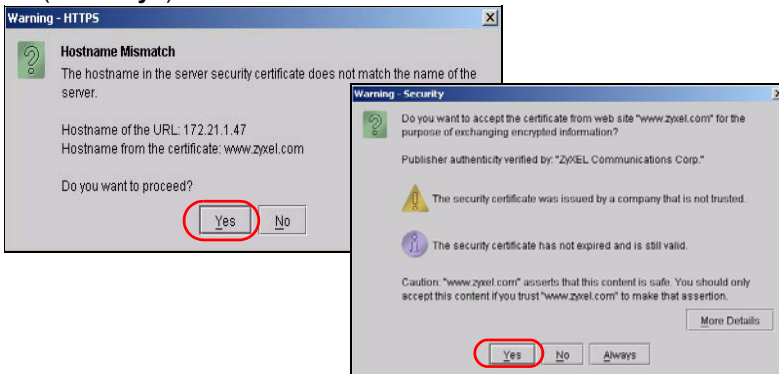 Warning - HTTPS
Hostname Mismatch
The hostname in the server security certificate does not match the name of the
server.
Hostname of the URL: 172.21.1.47
Hostname from the certificate: www.zyxel.com
Do you want to proceed?
Yes No
Warning - Security
Do you want to accept the certificate from web site "www.zyxel.com" for the
purpose of exchanging encrypted information?
Publisher authenticity verified by: "ZyXEL Communications Corp."
The security certificate was issued by a company that is not trusted.
The security certificate has not expired and is still valid.
Caution: "www.zyxel.com" asserts that this content is safe. You should only
accept this content if you trust "www.zyxel.com" to make that assertion.
More Details
Yes No Always